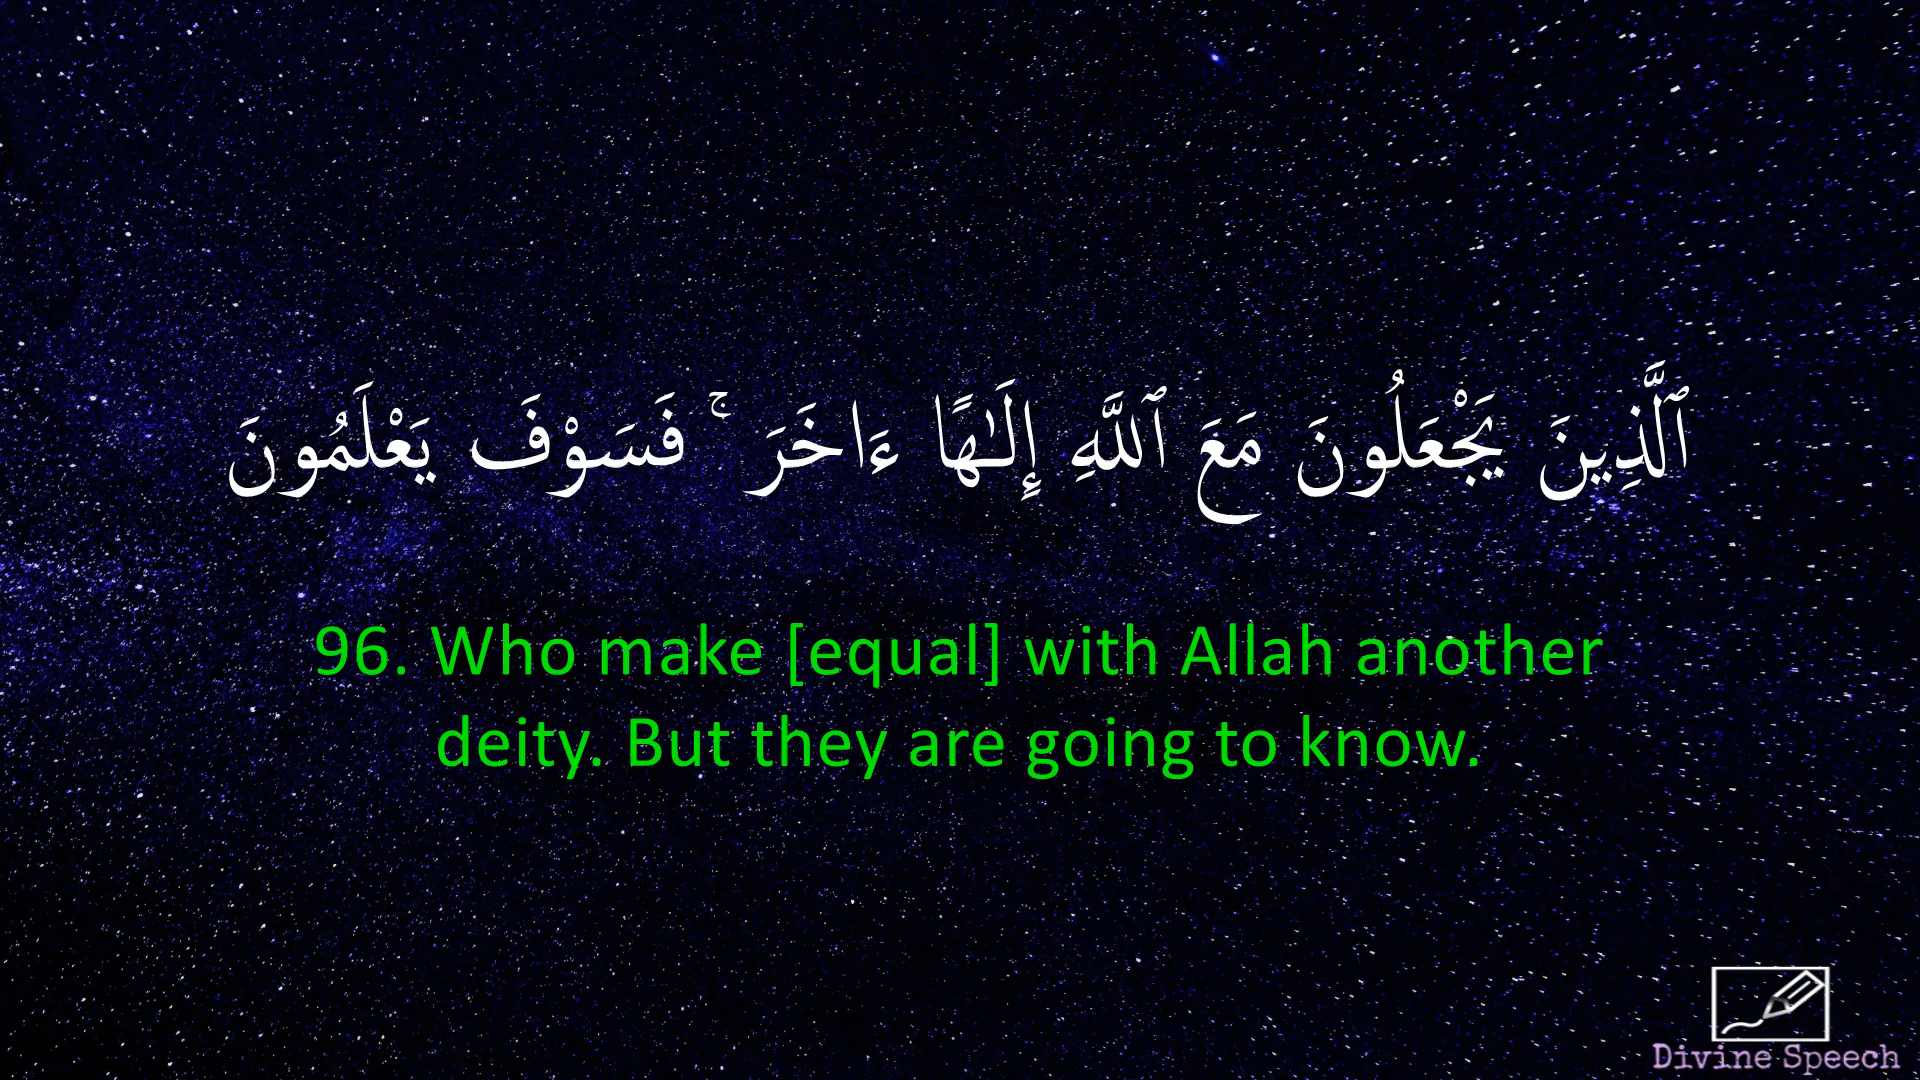 ٱلَّذِينَ يَجْعَلُونَ مَعَ ٱللَّهِ إِلَـٰهًا ءَاخَرَ ۚ فَسَوْفَ يَعْلَمُونَ
96. Who make [equal] with Allah another
deity. But they are going to know.
Divine Speech